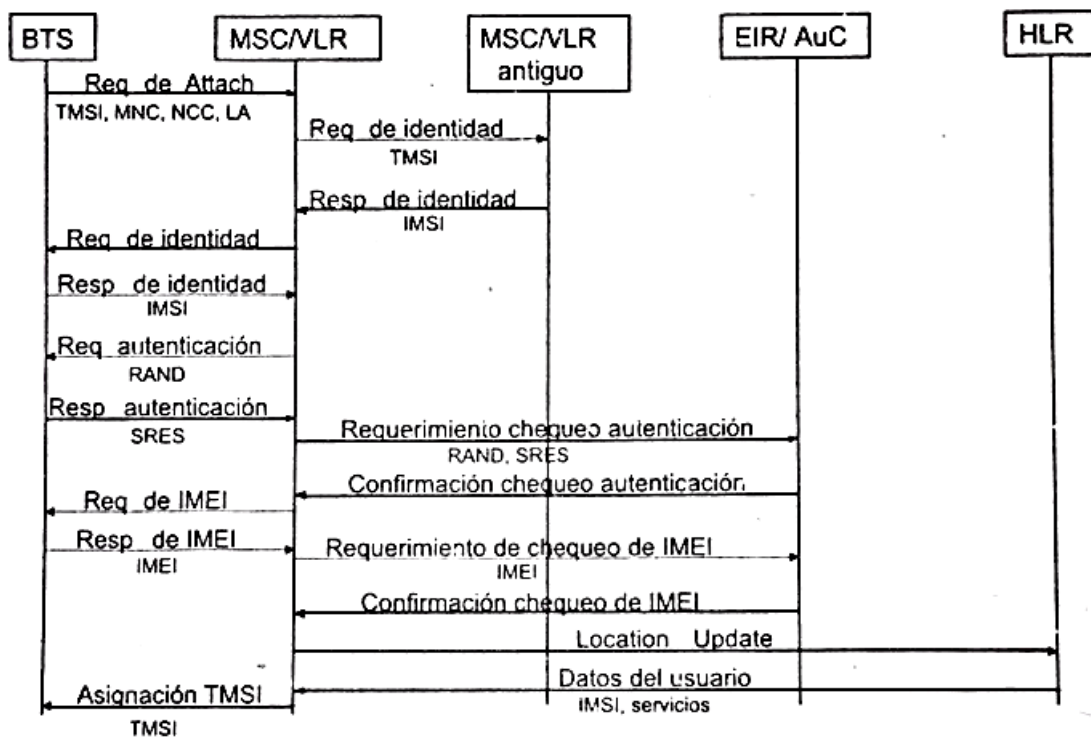 BTS
MSC/VLR
MSC/VLR
antiguo
EIR/ AuC
HLR
Req de Attach
TMSI, MNC, NCC, LA
Req de identidad
TMSI
Resp de identidad
IMSI
Req de identidad
Resp de identidad
IMSI
Req autenticación
RAND
Resp autenticación
SRES
Requerimiento chequeo autenticación
RAND, SRES
Confirmación chequeo autenticación
Req de IMEI
Resp de IMEI
IMEI
Requerimiento de chequeo de IMEI
IMEI
Confirmación chequeo de IMEI
Location Update
Datos del usuario
IMSI, servicios
Asignación TMSI
TMSI